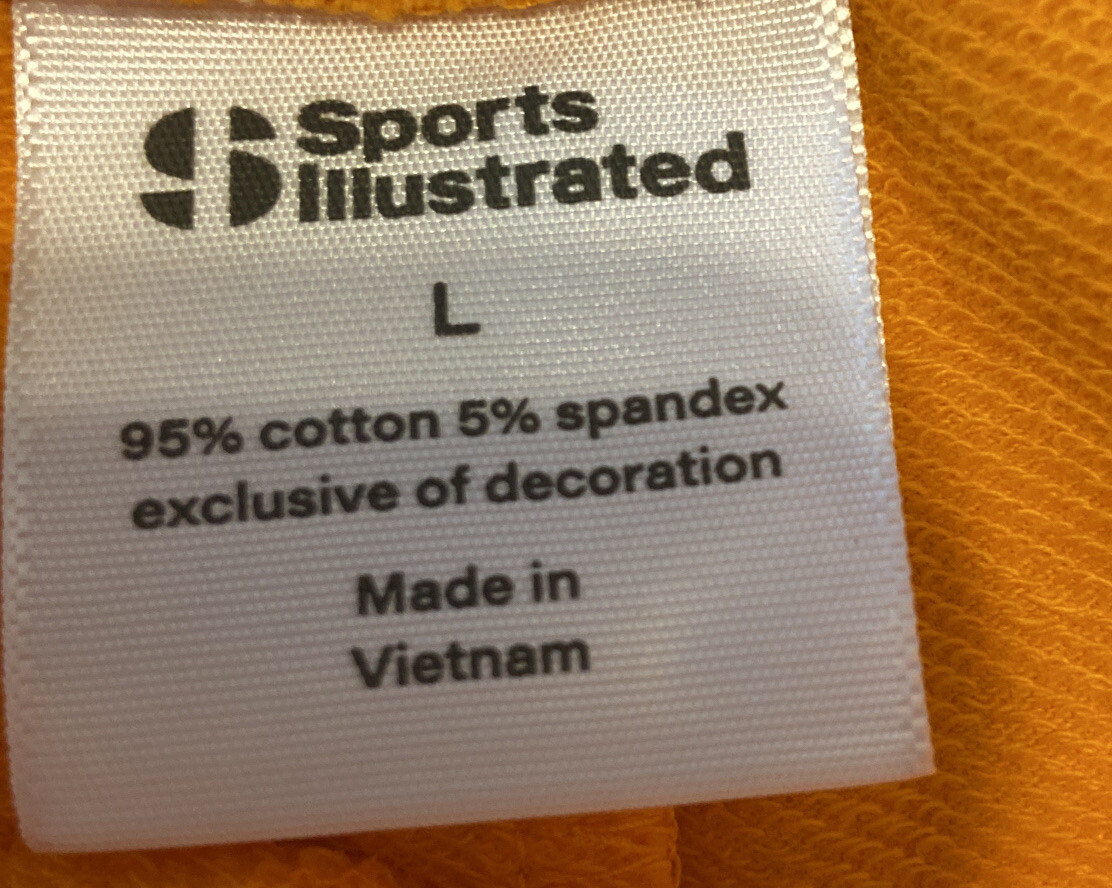 Sports
Illustrated
L
95% cotton 5% spandex
exclusive of decoration
Made in
Vietnam